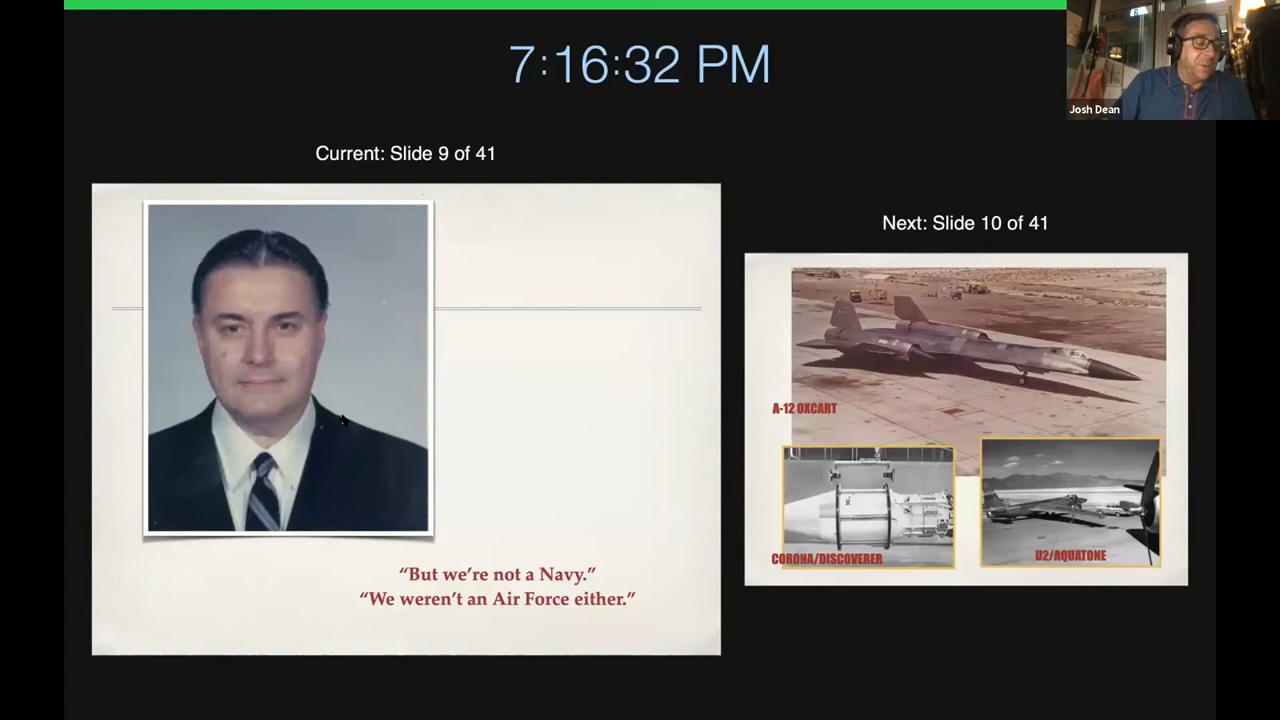 7:16:32 PM
Josh Dean
Current: Slide 9 of 41
Next: Slide 10 of 41
A-12 OXCART
CORONA/DISCOVERER
U2/AQUATONE
“But we’re not a Navy.”
“We weren’t an Air Force either.”